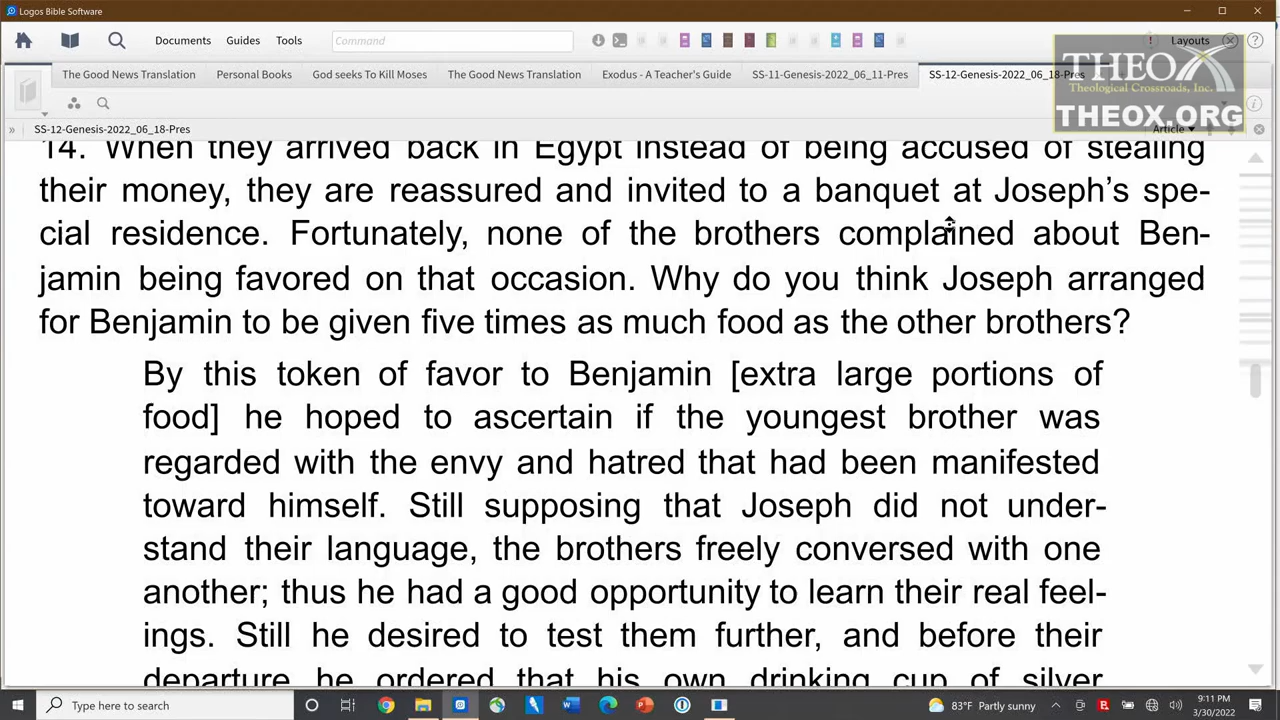 Logos Bible Software
Documents Guides Tools Command Layouts
The Good News Translation Personal Books God seeks To Kill Moses The Good News Translation Exodus - A Teacher's Guide SS-11-Genesis-2022_06_11-Pres SS-12-Genesis-2022_06_18-Pres
THEOX
Theological Crossroads, Inc.
THEOX.ORG
SS-12-Genesis-2022_06_18-Pres Article
14. When they arrived back in Egypt instead of being accused of stealing
their money, they are reassured and invited to a banquet at Joseph's spe-
cial residence. Fortunately, none of the brothers complained about Ben-
jamin being favored on that occasion. Why do you think Joseph arranged
for Benjamin to be given five times as much food as the other brothers?
By this token of favor to Benjamin [extra large portions of
food] he hoped to ascertain if the youngest brother was
regarded with the envy and hatred that had been manifested
toward himself. Still supposing that Joseph did not under-
stand their language, the brothers freely conversed with one
another; thus he had a good opportunity to learn their real feel-
ings. Still he desired to test them further, and before their
departure he ordered that his own drinking cup of silver
Type here to search 83°F Partly sunny 9:11 PM
3/30/2022